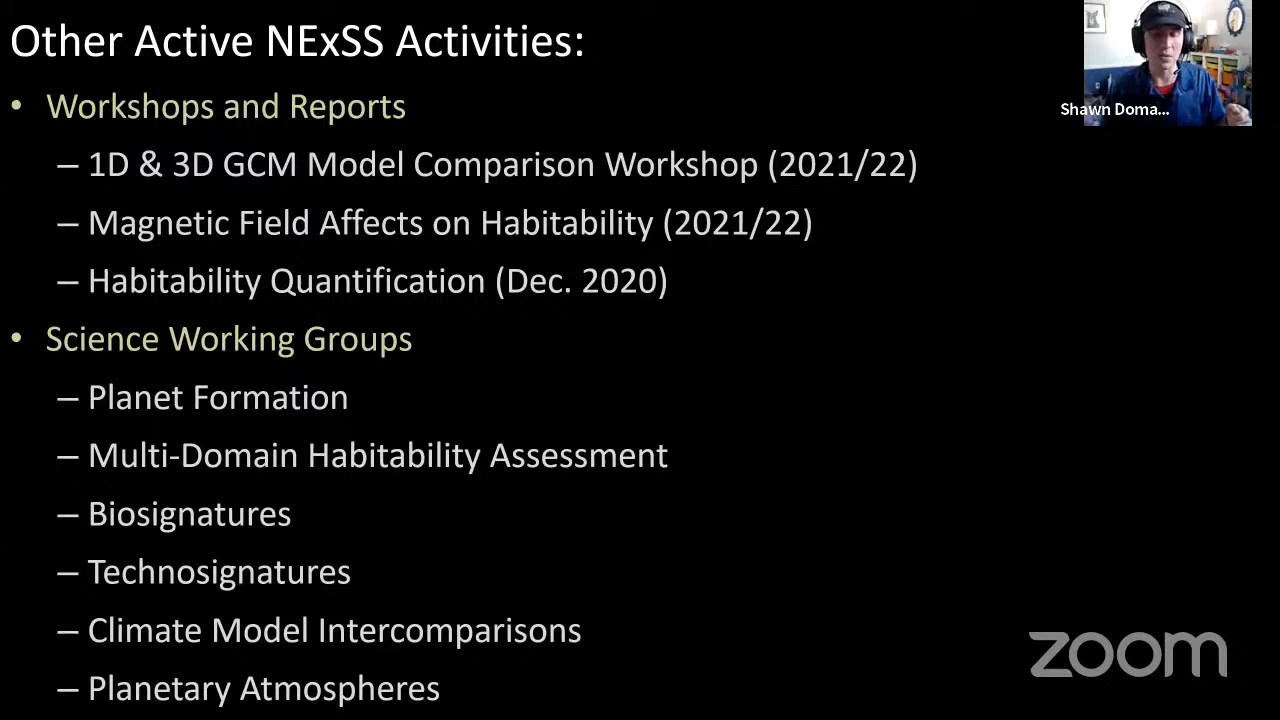 Other Active NExSS Activities:
• Workshops and Reports
– 1D & 3D GCM Model Comparison Workshop (2021/22)
– Magnetic Field Affects on Habitability (2021/22)
– Habitability Quantification (Dec. 2020)
• Science Working Groups
– Planet Formation
– Multi-Domain Habitability Assessment
– Biosignatures
– Technosignatures
– Climate Model Intercomparisons
– Planetary Atmospheres
Shawn Doma...
zoom